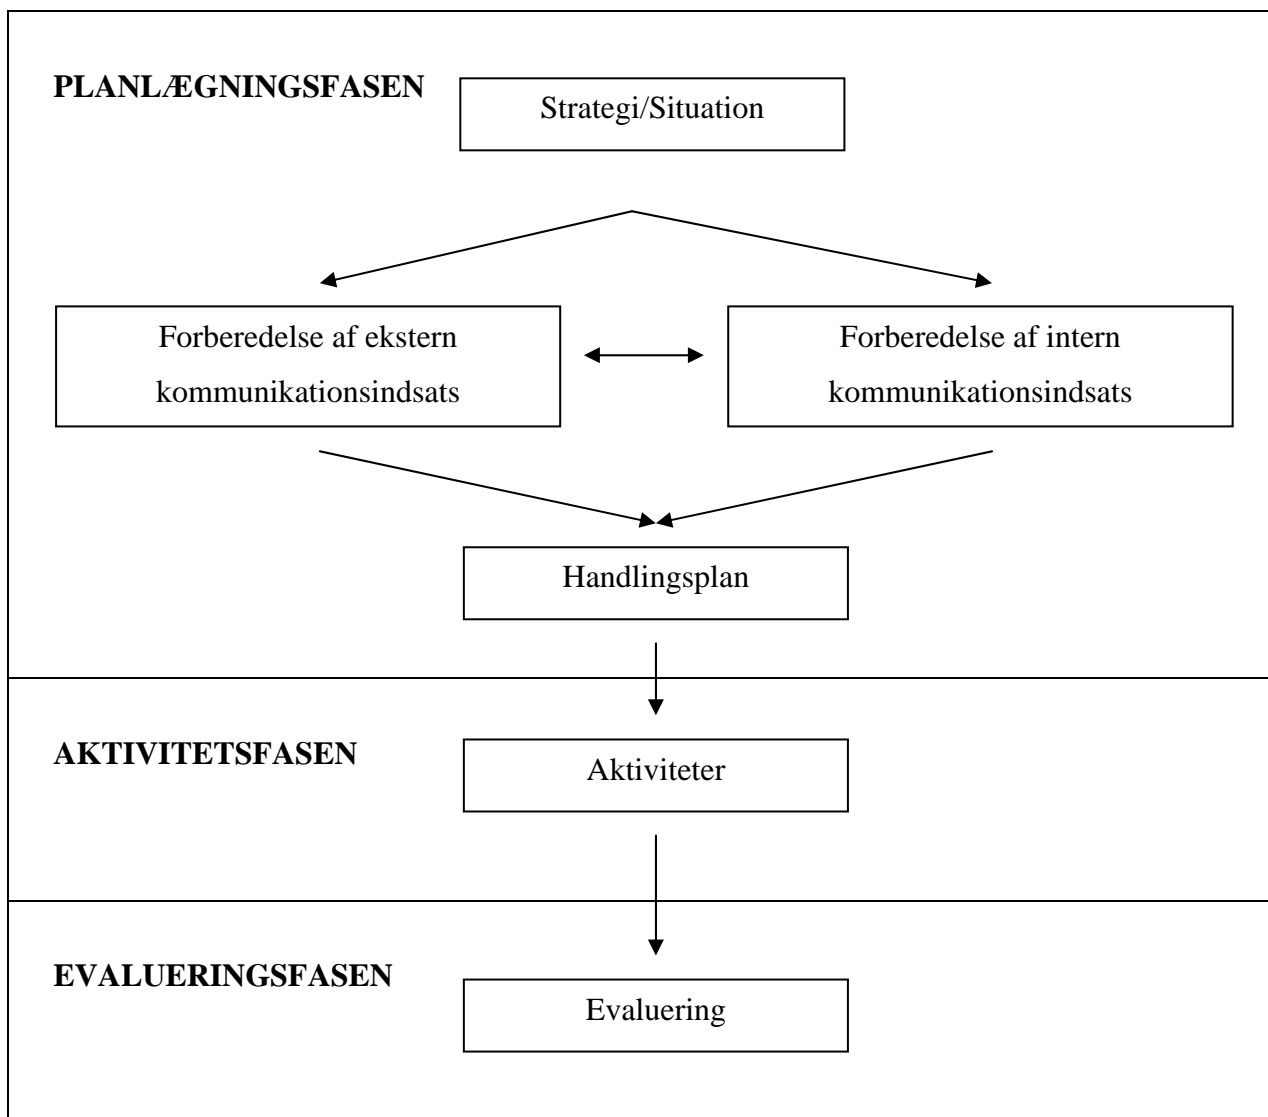 PLANLÆGNINGSFASEN
Strategi/Situation
Forberedelse af ekstern
kommunikationsindsats
Forberedelse af intern
kommunikationsindsats
Handlingsplan
AKTIVITETSFASEN
Aktiviteter
EVALUERINGSFASEN
Evaluering